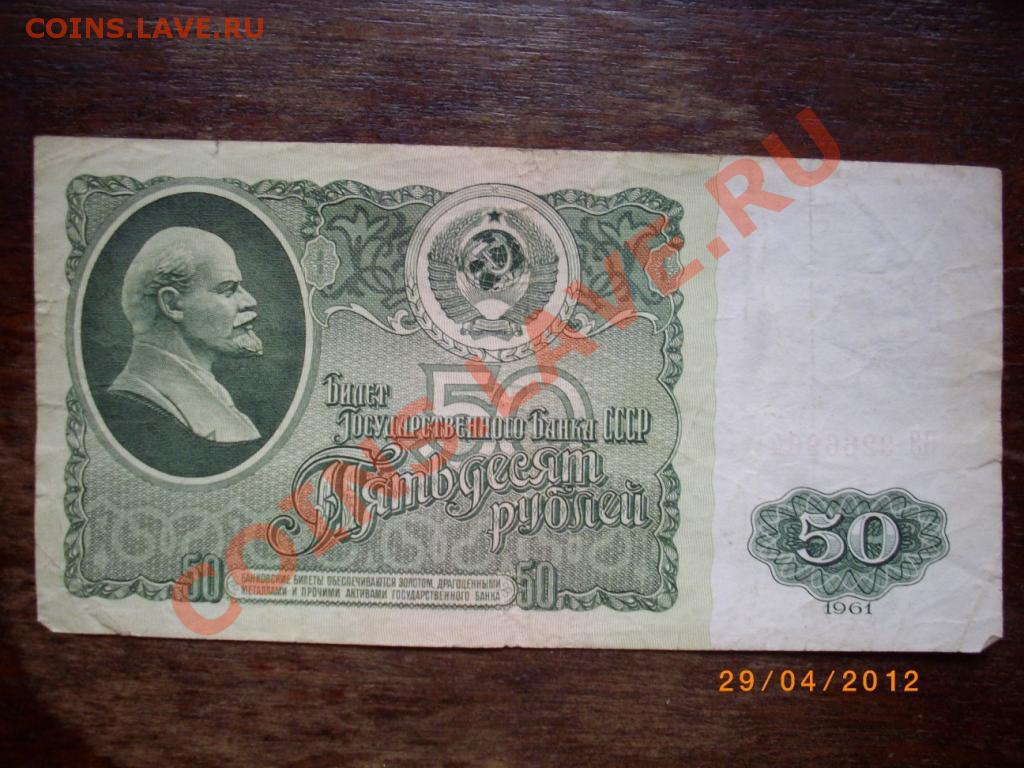 COINS.LAVE.RU
COINS.LAVE.RU
50
Билет
Государственного Банка СССР
Пятьдесят
рублей
50
БАНКОВСКИЕ БИЛЕТЫ ОБЕСПЕЧИВАЮТСЯ ЗОЛОТОМ, ДРАГОЦЕННЫМИ
МЕТАЛЛАМИ И ПРОЧИМИ АКТИВАМИ ГОСУДАРСТВЕННОГО БАНКА
50
50
1961
29/04/2012